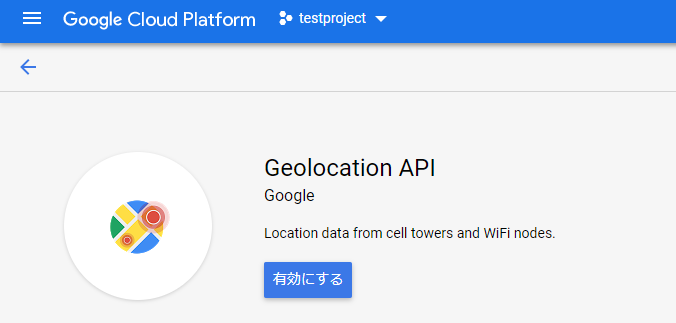 Google Cloud Platform testproject
Geolocation API
Google
Location data from cell towers and WiFi nodes.
有効にする